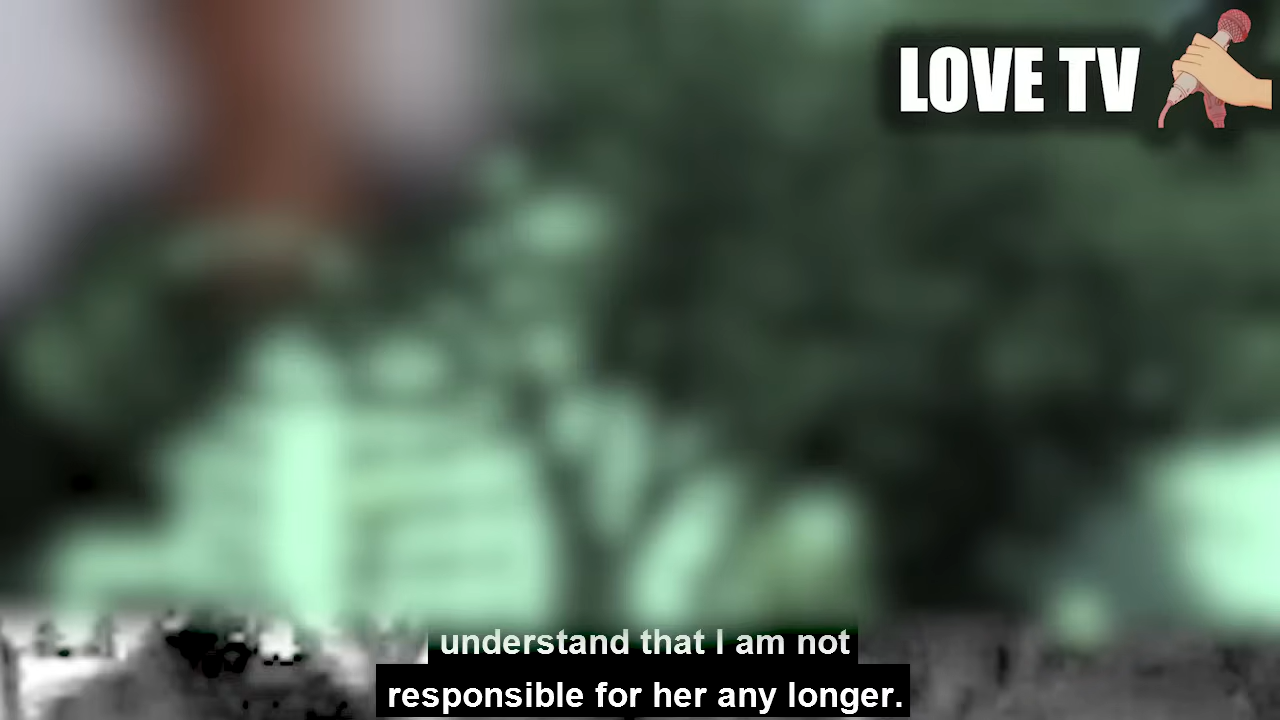 LOVE TV
understand that I am not
responsible for her any longer.